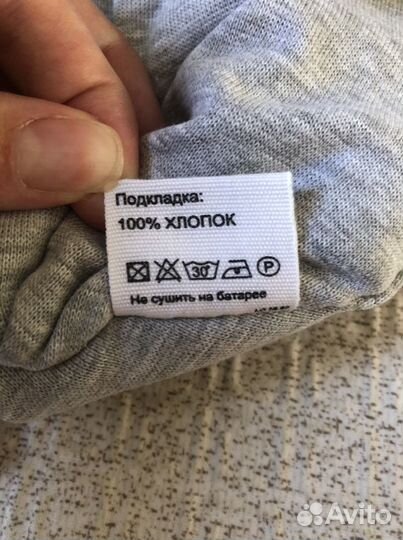 Подкладка:
100% ХЛОПОК
30° P
Не сушить на батарее
Avito